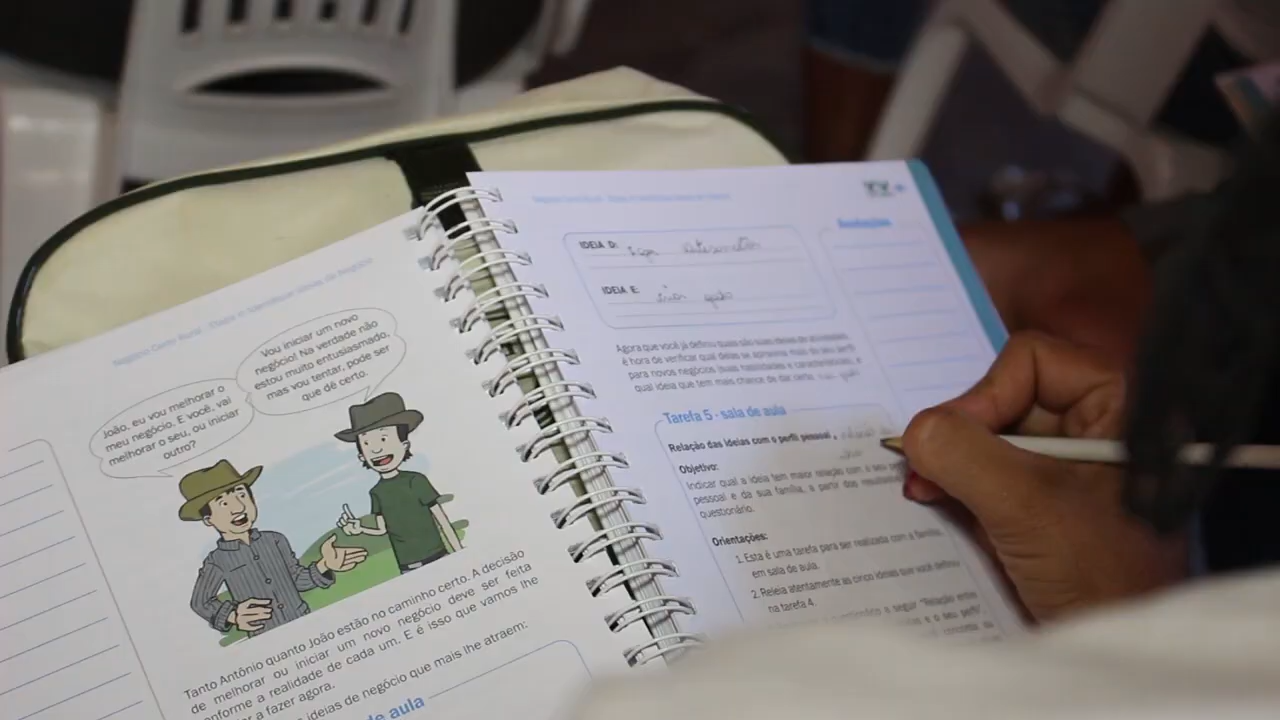 Negócio Certo Rural - Etapa 1: Identificar Ideias de Negócio
Vou iniciar um novo
negócio! Na verdade não
estou muito entusiasmado,
mas vou tentar, pode ser
que dê certo.
João, eu vou melhorar o
meu negócio. E você, vai
melhorar o seu, ou iniciar
outro?
Tanto Antônio quanto João estão no caminho certo. A decisão
de melhorar ou iniciar um novo negócio deve ser feita
conforme a realidade de cada um. E é isso que vamos lhe
a fazer agora.
ideias de negócio que mais lhe atraem:
de aula
Anotações
IDEIA D:
IDEIA E:
Agora que você já definiu quais são suas ideias de
é hora de verificar qual delas se aproxima mais do seu perfil
para novos negócios (suas habilidades e características), e
qual ideia que tem mais chance de dar certo.
Tarefa 5 - sala de aula
Relação das ideias com o perfil pessoal
Objetivo:
Indicar qual a ideia tem maior relação com o seu
pessoal e da sua família, a partir dos
questionário.
Orientações:
1. Esta é uma tarefa para ser realizada com a família,
em sala de aula.
2. Releia atentamente as cinco ideias que você definiu
na tarefa 4.
a seguir "Relação entre
e o seu perfil